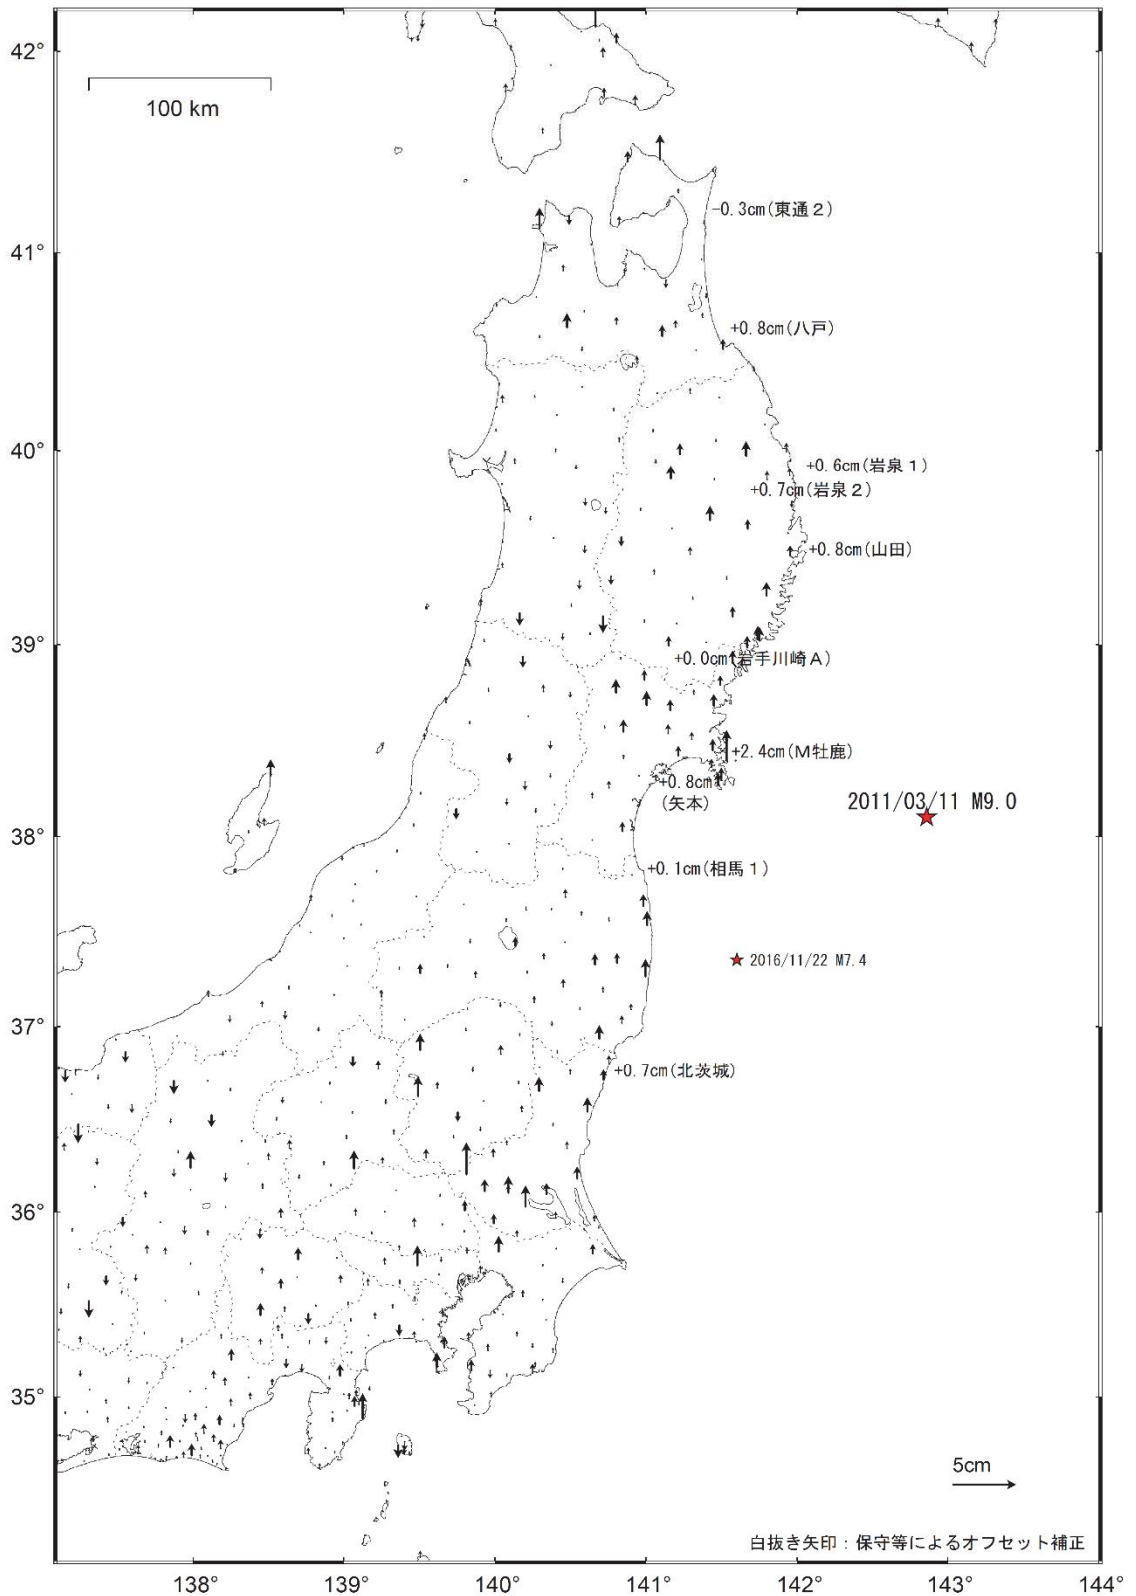 42°
100 km
-0.3cm(東通2)
41°
+0.8cm(八戸)
40°
+0.6cm(岩泉1)
+0.7cm(岩泉2)
+0.8cm(山田)
39°
+0.0cm(岩手川崎A)
+2.4cm(M牡鹿)
+0.8cm
(矢本)
2011/03/11 M9.0
38°
+0.1cm(相馬1)
2016/11/22 M7.4
37°
+0.7cm(北茨城)
36°
35°
5cm
白抜き矢印：保守等によるオフセット補正
138° 139° 140° 141° 142° 143° 144°